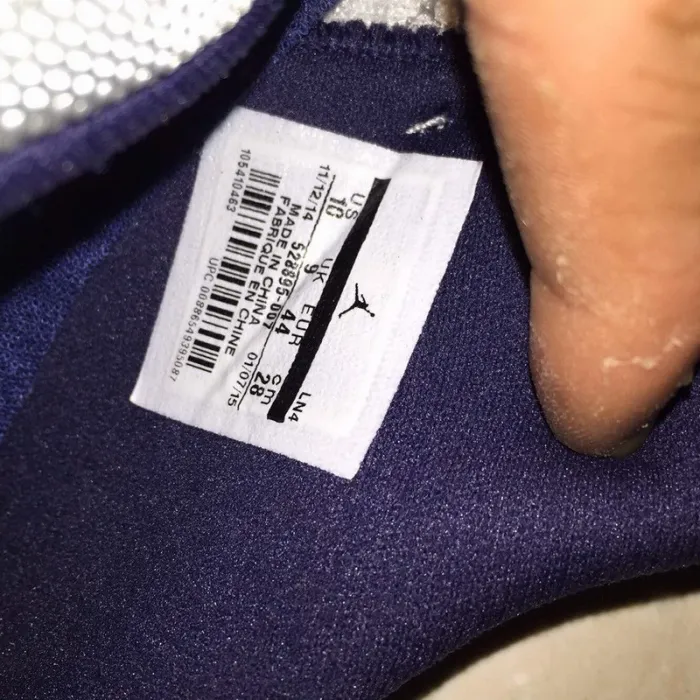 LN4
US UK EUR cm
10 9 44 28
11/12/14 01/07/15
528895-007
MADE IN CHINA
FABRIQUE EN CHINE
105410463
UPC 00886549395087